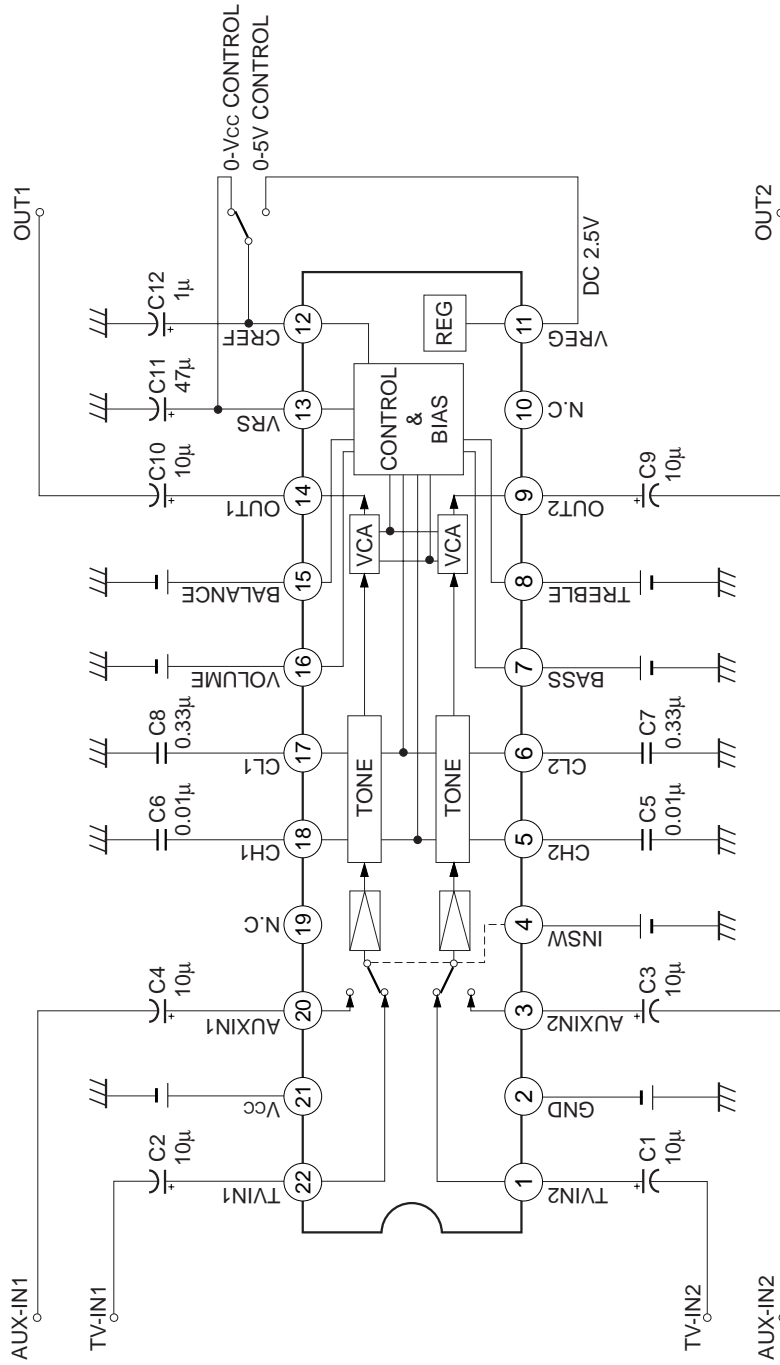 OUT1
0-Vcc CONTROL
0-5V CONTROL
C12
1µ
C11
47µ
C10
10µ
C8
0.33µ
C6
0.01µ
C4
10µ
C2
10µ
AUX-IN1
TV-IN1
12
CREF
13
VRS
14
OUT1
15
BALANCE
16
VOLUME
17
CL1
18
CH1
19
N.C
20
AUXIN1
21
Vcc
22
TVIN1
REG
CONTROL
&
BIAS
VCA
VCA
TONE
TONE
11
VREG
10
N.C
9
OUT2
8
TREBLE
7
BASS
6
CL2
5
CH2
4
INSW
3
AUXIN2
2
GND
1
TVIN2
DC 2.5V
C9
10µ
C7
0.33µ
C5
0.01µ
C3
10µ
C1
10µ
OUT2
TV-IN2
AUX-IN2